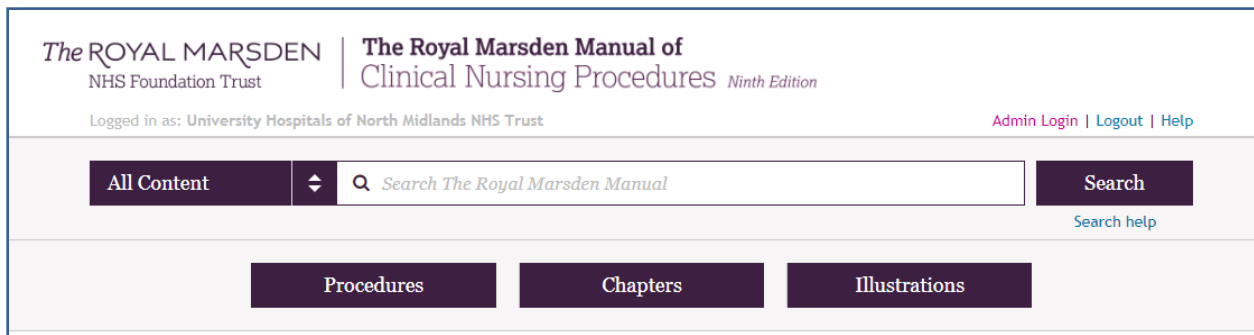 The ROYAL MARSDEN
NHS Foundation Trust
The Royal Marsden Manual of
Clinical Nursing Procedures Ninth Edition
Logged in as: University Hospitals of North Midlands NHS Trust
Admin Login | Logout | Help
All Content
Search The Royal Marsden Manual
Search
Search help
Procedures
Chapters
Illustrations